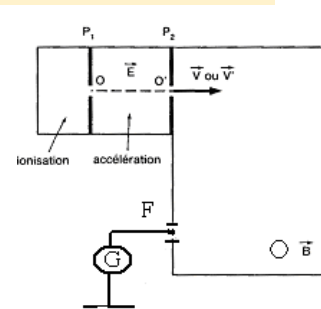 P₁ P₂
O E⃗ O' V⃗ ou V⃗'
ionisation accélération
F
G
B⃗